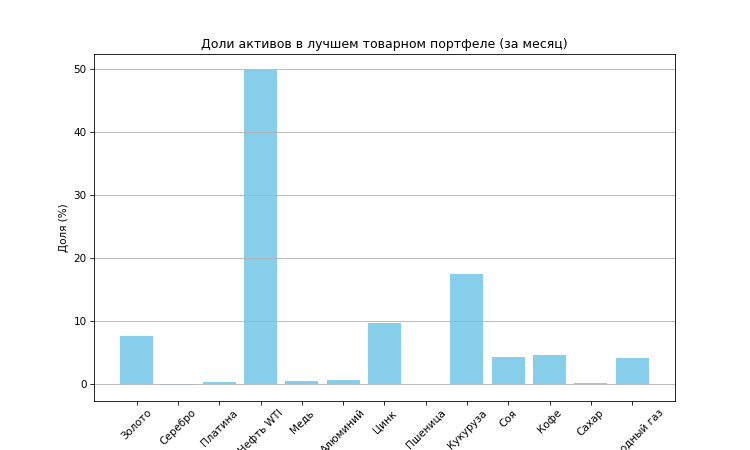 Доли активов в лучшем товарном портфеле (за месяц)
50
40
30
20
10
0
Доля (%)
Золото
Серебро
Платина
Нефть WTI
Медь
Алюминий
Цинк
Пшеница
Кукуруза
Соя
Кофе
Сахар
одный газ